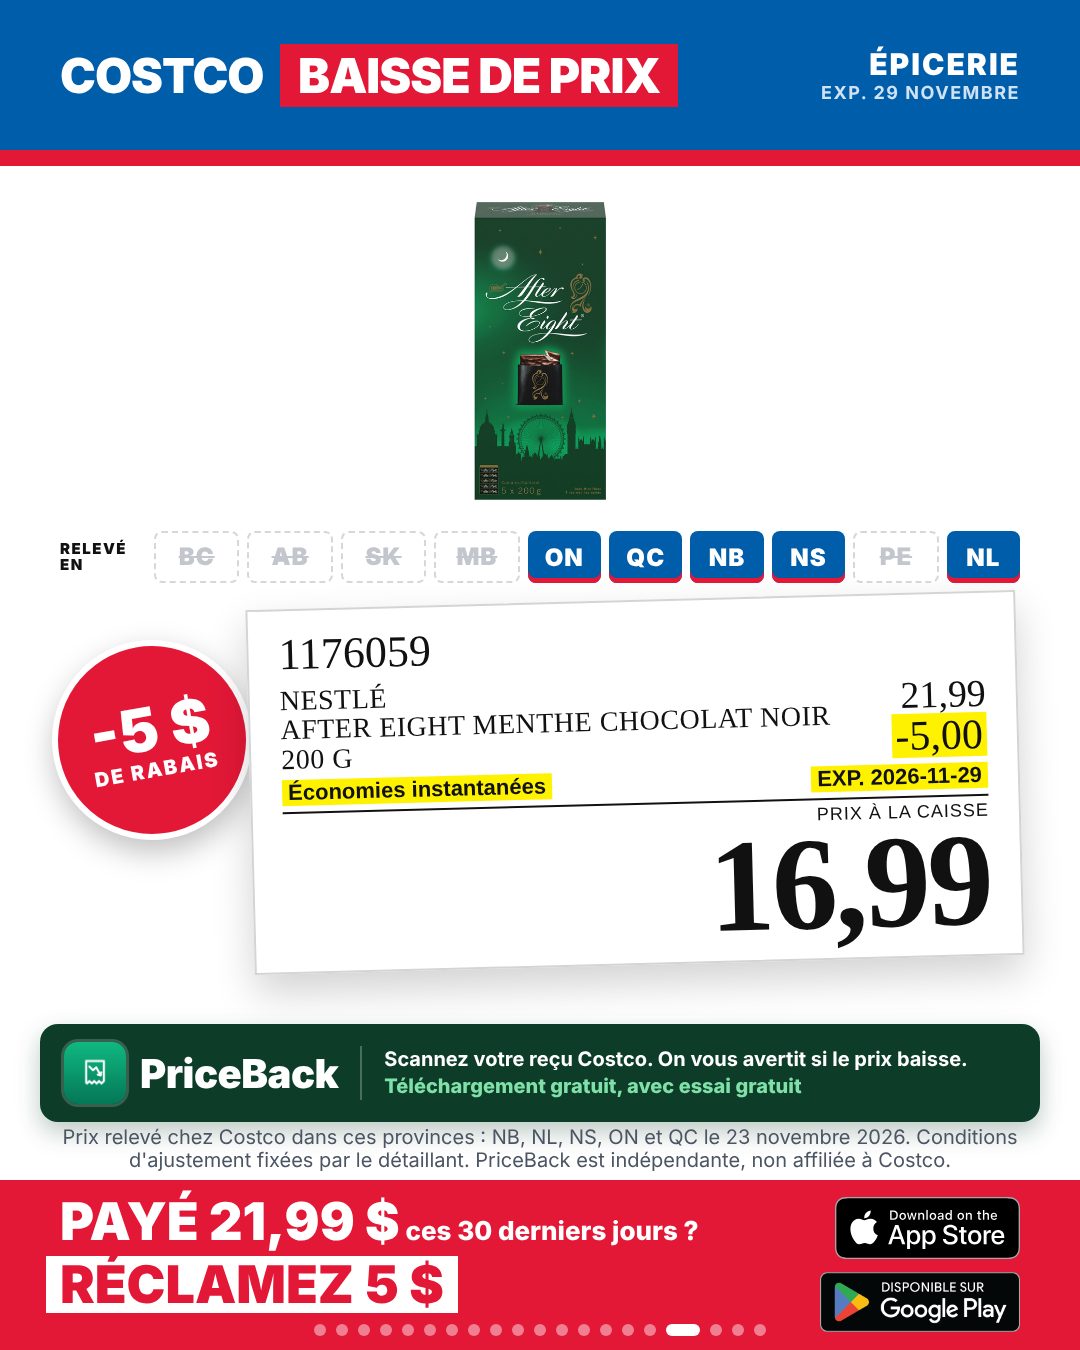 COSTCO BAISSE DE PRIX
ÉPICERIE
EXP. 29 NOVEMBRE
After
Eight
5 x 200g
RELEVÉ
EN
BC AB SK MB ON QC NB NS PE NL
-5 $
DE RABAIS
1176059
NESTLÉ
AFTER EIGHT MENTHE CHOCOLAT NOIR
200 G
21,99
-5,00
Économies instantanées
EXP. 2026-11-29
PRIX À LA CAISSE
16,99
PriceBack
Scannez votre reçu Costco. On vous avertit si le prix baisse.
Téléchargement gratuit, avec essai gratuit
Prix relevé chez Costco dans ces provinces : NB, NL, NS, ON et QC le 23 novembre 2026. Conditions
d'ajustement fixées par le détaillant. PriceBack est indépendante, non affiliée à Costco.
PAYÉ 21,99 $ ces 30 derniers jours ?
RÉCLAMEZ 5 $
Download on the
App Store
DISPONIBLE SUR
Google Play